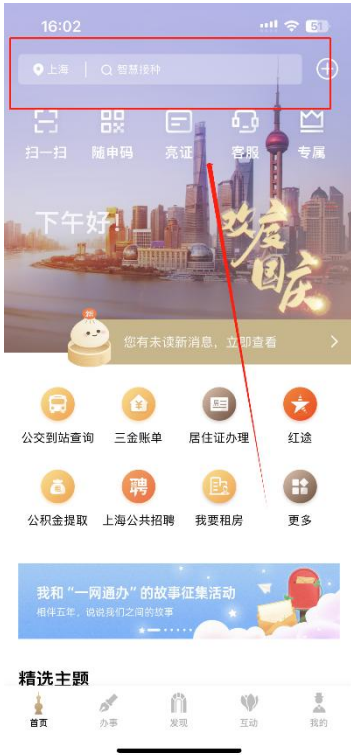 16:02
51
上海
智慧接种
扫一扫
随申码
亮证
客服
专属
下午好!
欢度
国庆
您有未读新消息，立即查看
公交到站查询
三金账单
居住证办理
红途
公积金提取
聘
上海公共招聘
我要租房
更多
我和“一网通办”的故事征集活动
相伴五年，说说我们之间的故事
精选主题
首页
办事
发现
互动
我的